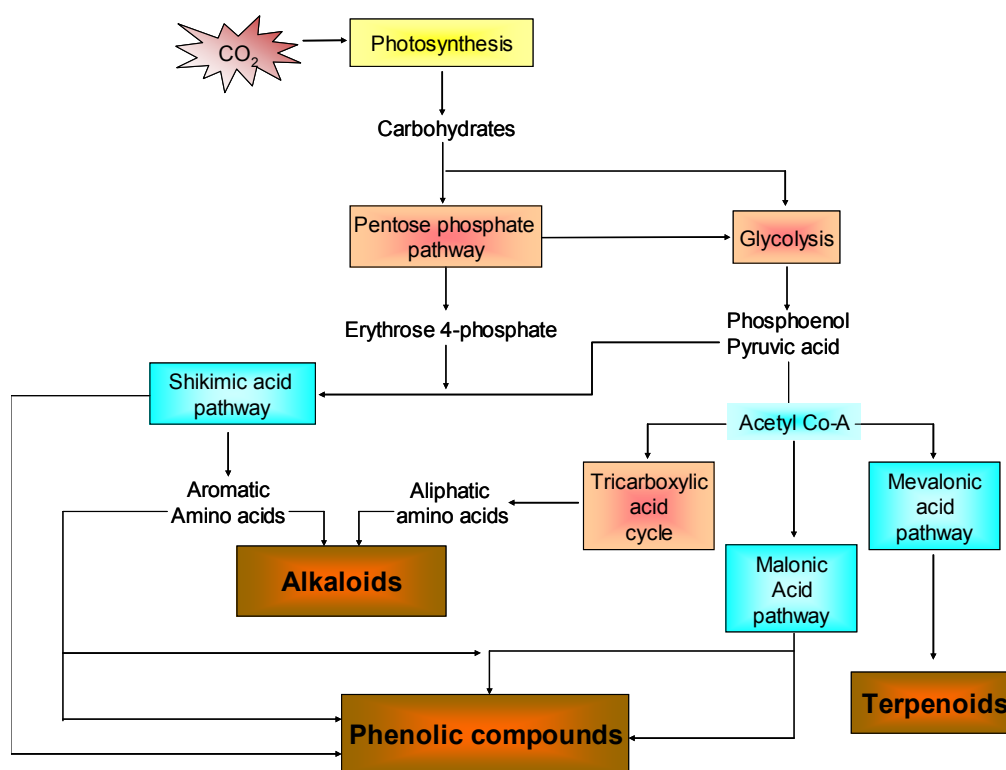 CO2
Photosynthesis
Carbohydrates
Pentose phosphate
pathway
Glycolysis
Erythrose 4-phosphate
Phosphoenol
Pyruvic acid
Shikimic acid
pathway
Acetyl Co-A
Aromatic
Amino acids
Aliphatic
amino acids
Tricarboxylic
acid
cycle
Mevalonic
acid
pathway
Alkaloids
Malonic
Acid
pathway
Terpenoids
Phenolic compounds